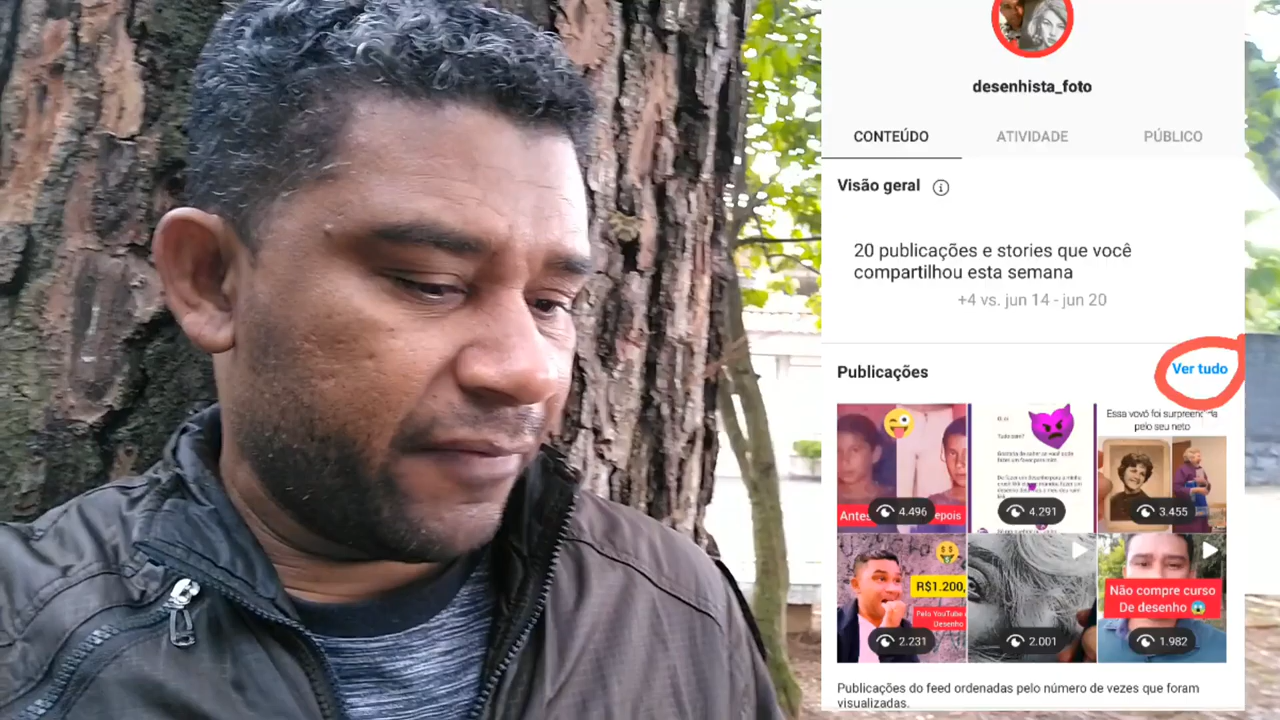 desenhista_foto
CONTEÚDO
ATIVIDADE
PÚBLICO
Visão geral
20 publicações e stories que você
compartilhou esta semana
+4 vs. jun 14 - jun 20
Publicações
Ver tudo
Essa vovó foi
pelo seu neto
Antes
epois
4.496
4.291
3.455
R$1.200,
Pelo YouTube
Desenho
Não compre curso
De desenho
2.231
2.001
1.982
Publicações do feed ordenadas pelo número de vezes que foram
visualizadas.